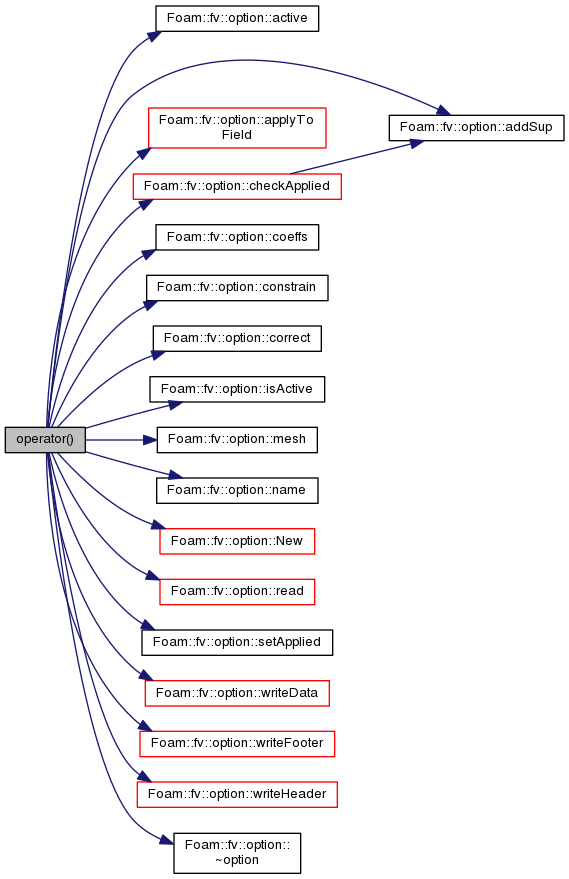 Foam::fv::option::active
Foam::fv::option::applyTo
Field
Foam::fv::option::addSup
Foam::fv::option::checkApplied
Foam::fv::option::coeffs
Foam::fv::option::constrain
Foam::fv::option::correct
Foam::fv::option::isActive
operator()
Foam::fv::option::mesh
Foam::fv::option::name
Foam::fv::option::New
Foam::fv::option::read
Foam::fv::option::setApplied
Foam::fv::option::writeData
Foam::fv::option::writeFooter
Foam::fv::option::writeHeader
Foam::fv::option::
~option